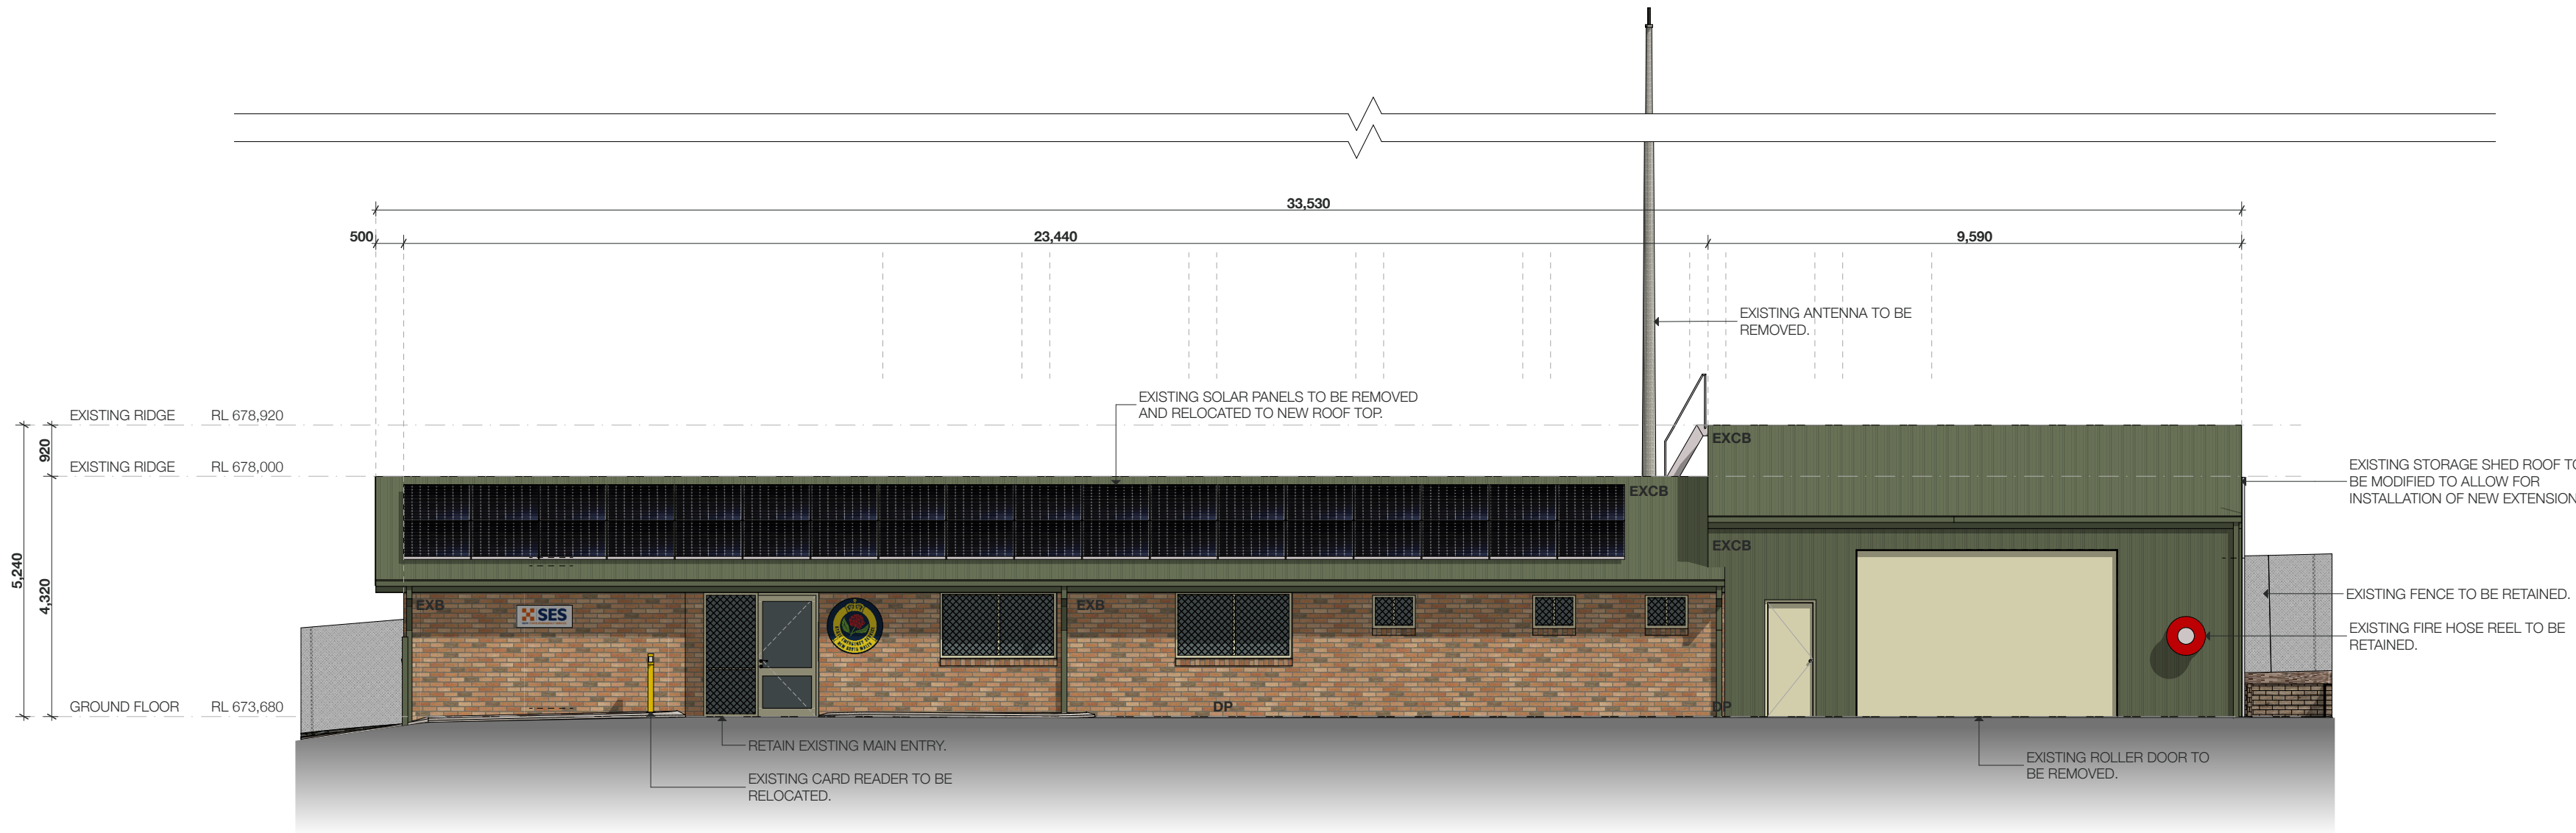 33,530
500
23,440
9,590
EXISTING ANTENNA TO BE
REMOVED.
EXISTING SOLAR PANELS TO BE REMOVED
AND RELOCATED TO NEW ROOF TOP.
EXISTING RIDGE RL 678,920
920
EXISTING RIDGE RL 678,000
5,240
4,320
EXCB
EXCB
EXCB
EXISTING STORAGE SHED ROOF TO
BE MODIFIED TO ALLOW FOR
INSTALLATION OF NEW EXTENSION
EXISTING FENCE TO BE RETAINED.
EXISTING FIRE HOSE REEL TO BE
RETAINED.
EXB
SES
EXB
GROUND FLOOR RL 673,680
DP
DP
RETAIN EXISTING MAIN ENTRY.
EXISTING CARD READER TO BE
RELOCATED.
EXISTING ROLLER DOOR TO
BE REMOVED.